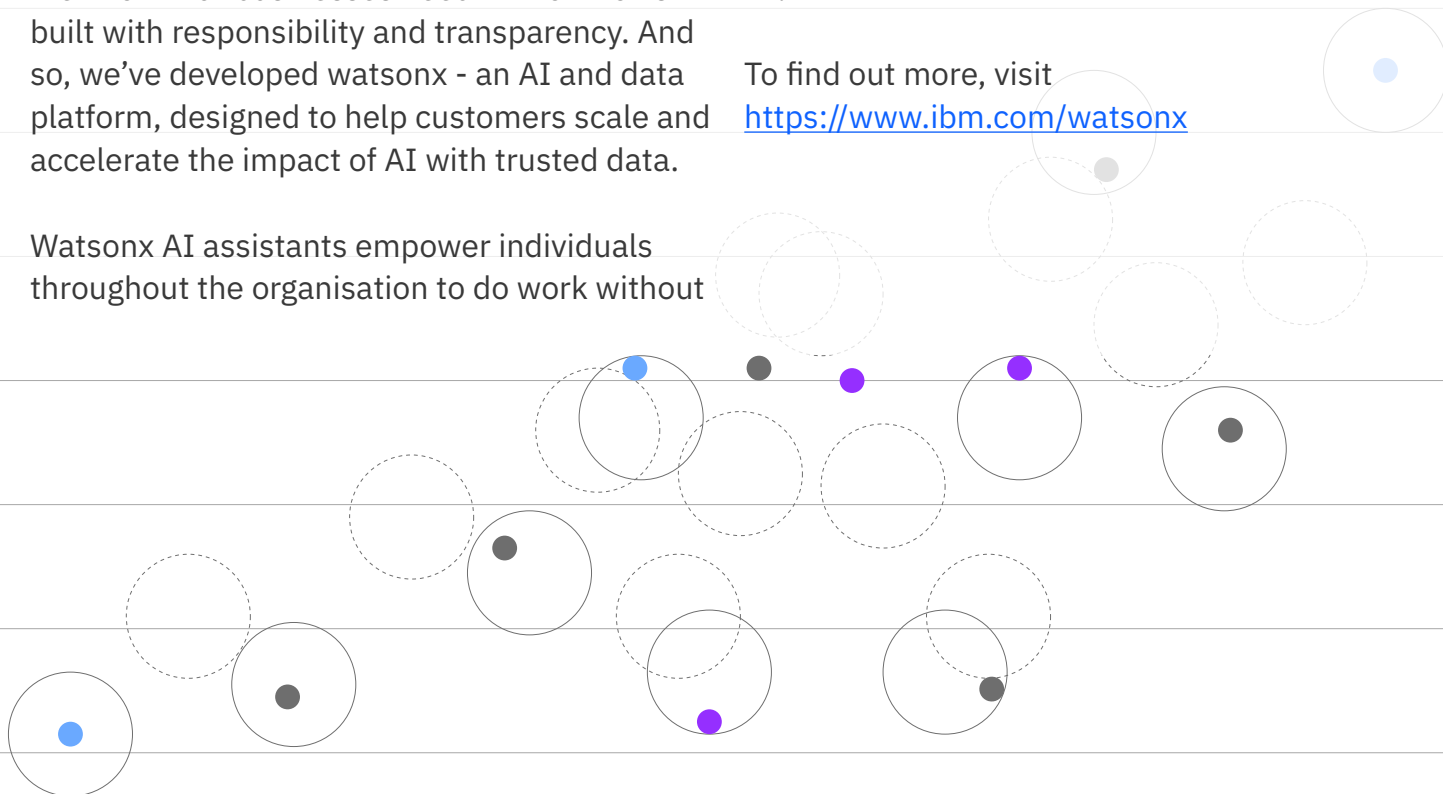 built with responsibility and transparency. And
so, we’ve developed watsonx - an AI and data
platform, designed to help customers scale and
accelerate the impact of AI with trusted data.
Watsonx AI assistants empower individuals
throughout the organisation to do work without
To find out more, visit
https://www.ibm.com/watsonx